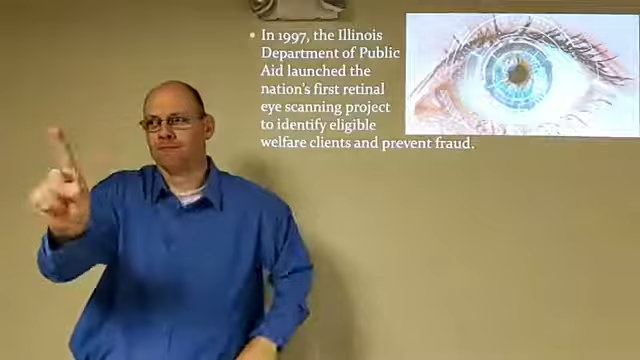 In 1997, the Illinois
Department of Public
Aid launched the
nation's first retinal
eye scanning project
to identify eligible
welfare clients and prevent fraud.